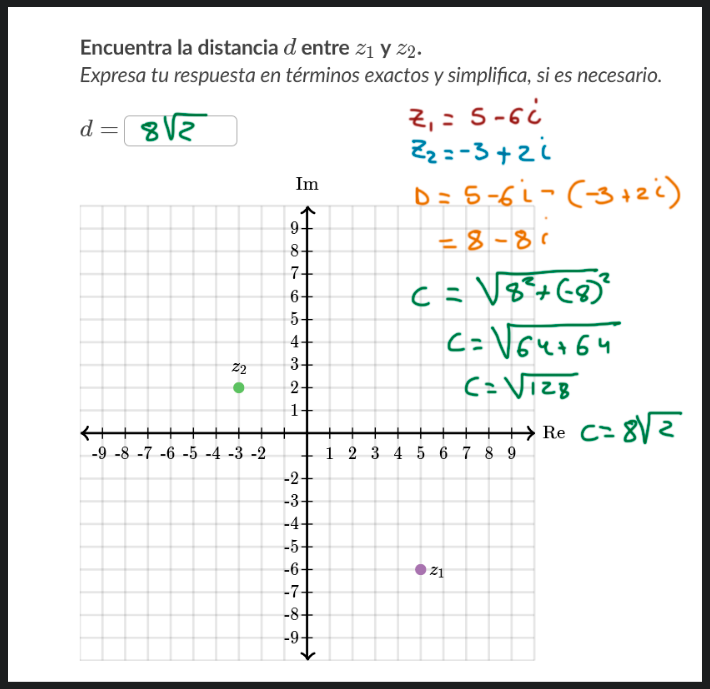 Encuentra la distancia d entre z₁ y z₂.
Expresa tu respuesta en términos exactos y simplifica, si es necesario.
d = 8√2
z₁ = 5-6i
z₂ = -3+2i
D = 5-6i - (-3+2i)
= 8-8i
c = √8²+(-8)²
c = √64+64
c = √128
c = 8√2
Im
9
8
7
6
5
4
3
2
1
z₂
-9 -8 -7 -6 -5 -4 -3 -2 1 2 3 4 5 6 7 8 9 Re
-2
-3
-4
-5
-6
-7
-8
-9
z₁